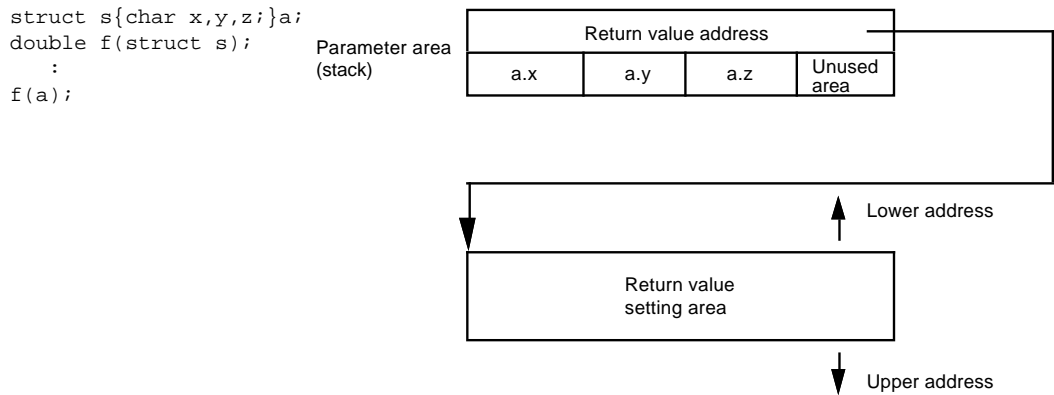 struct s{char x,y,z;}a;
double f(struct s);
:
f(a);
Parameter area
(stack)
Return value address
a.x a.y a.z Unused
area
Lower address
Return value
setting area
Upper address